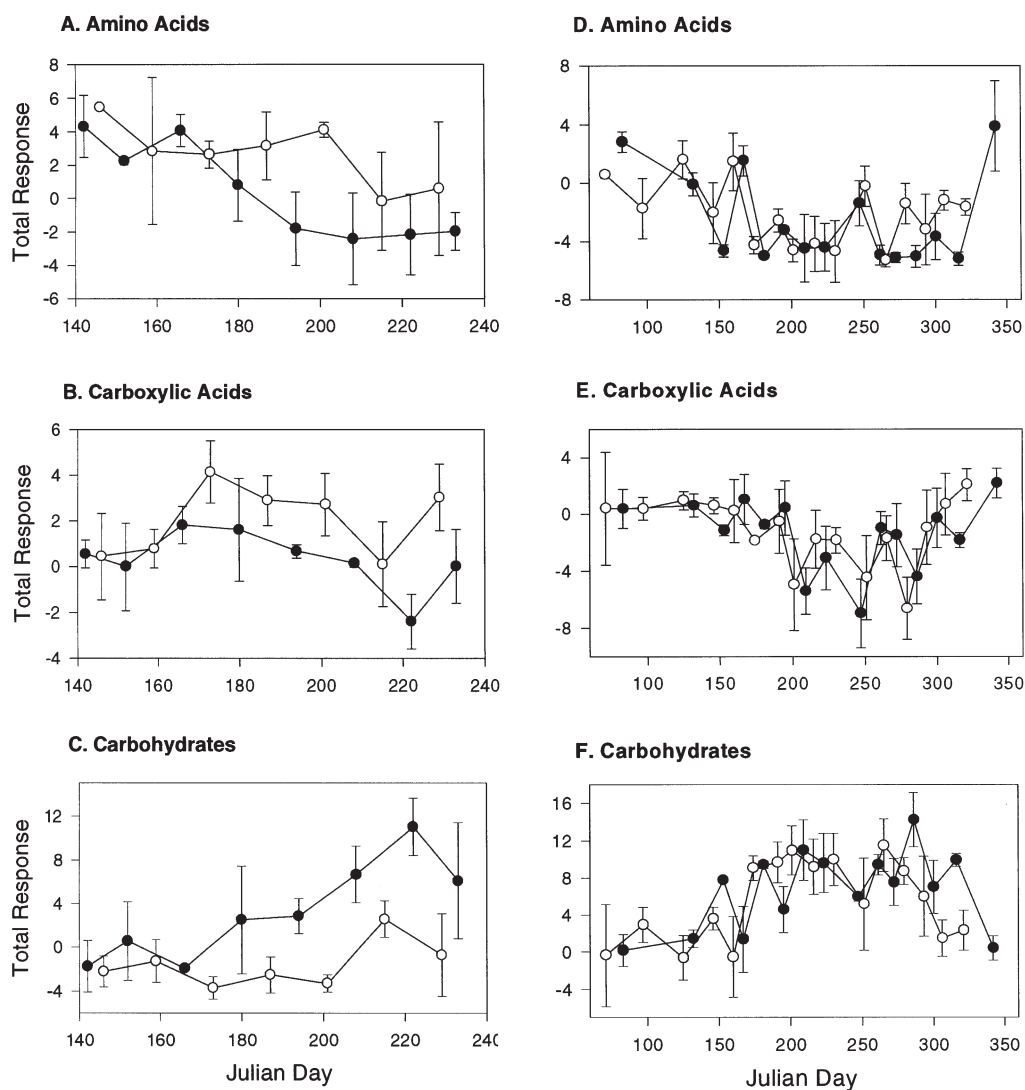 A. Amino Acids
8
6
4
2
0
-2
-4
-6
Total Response
140 160 180 200 220 240
D. Amino Acids
8
4
0
-4
-8
100 150 200 250 300 350
B. Carboxylic Acids
6
4
2
0
-2
-4
Total Response
140 160 180 200 220 240
E. Carboxylic Acids
4
0
-4
-8
100 150 200 250 300 350
C. Carbohydrates
12
8
4
0
-4
Total Response
140 160 180 200 220 24
Julian Day
F. Carbohydrates
16
12
8
4
0
-4
100 150 200 250 300 350
Julian Day